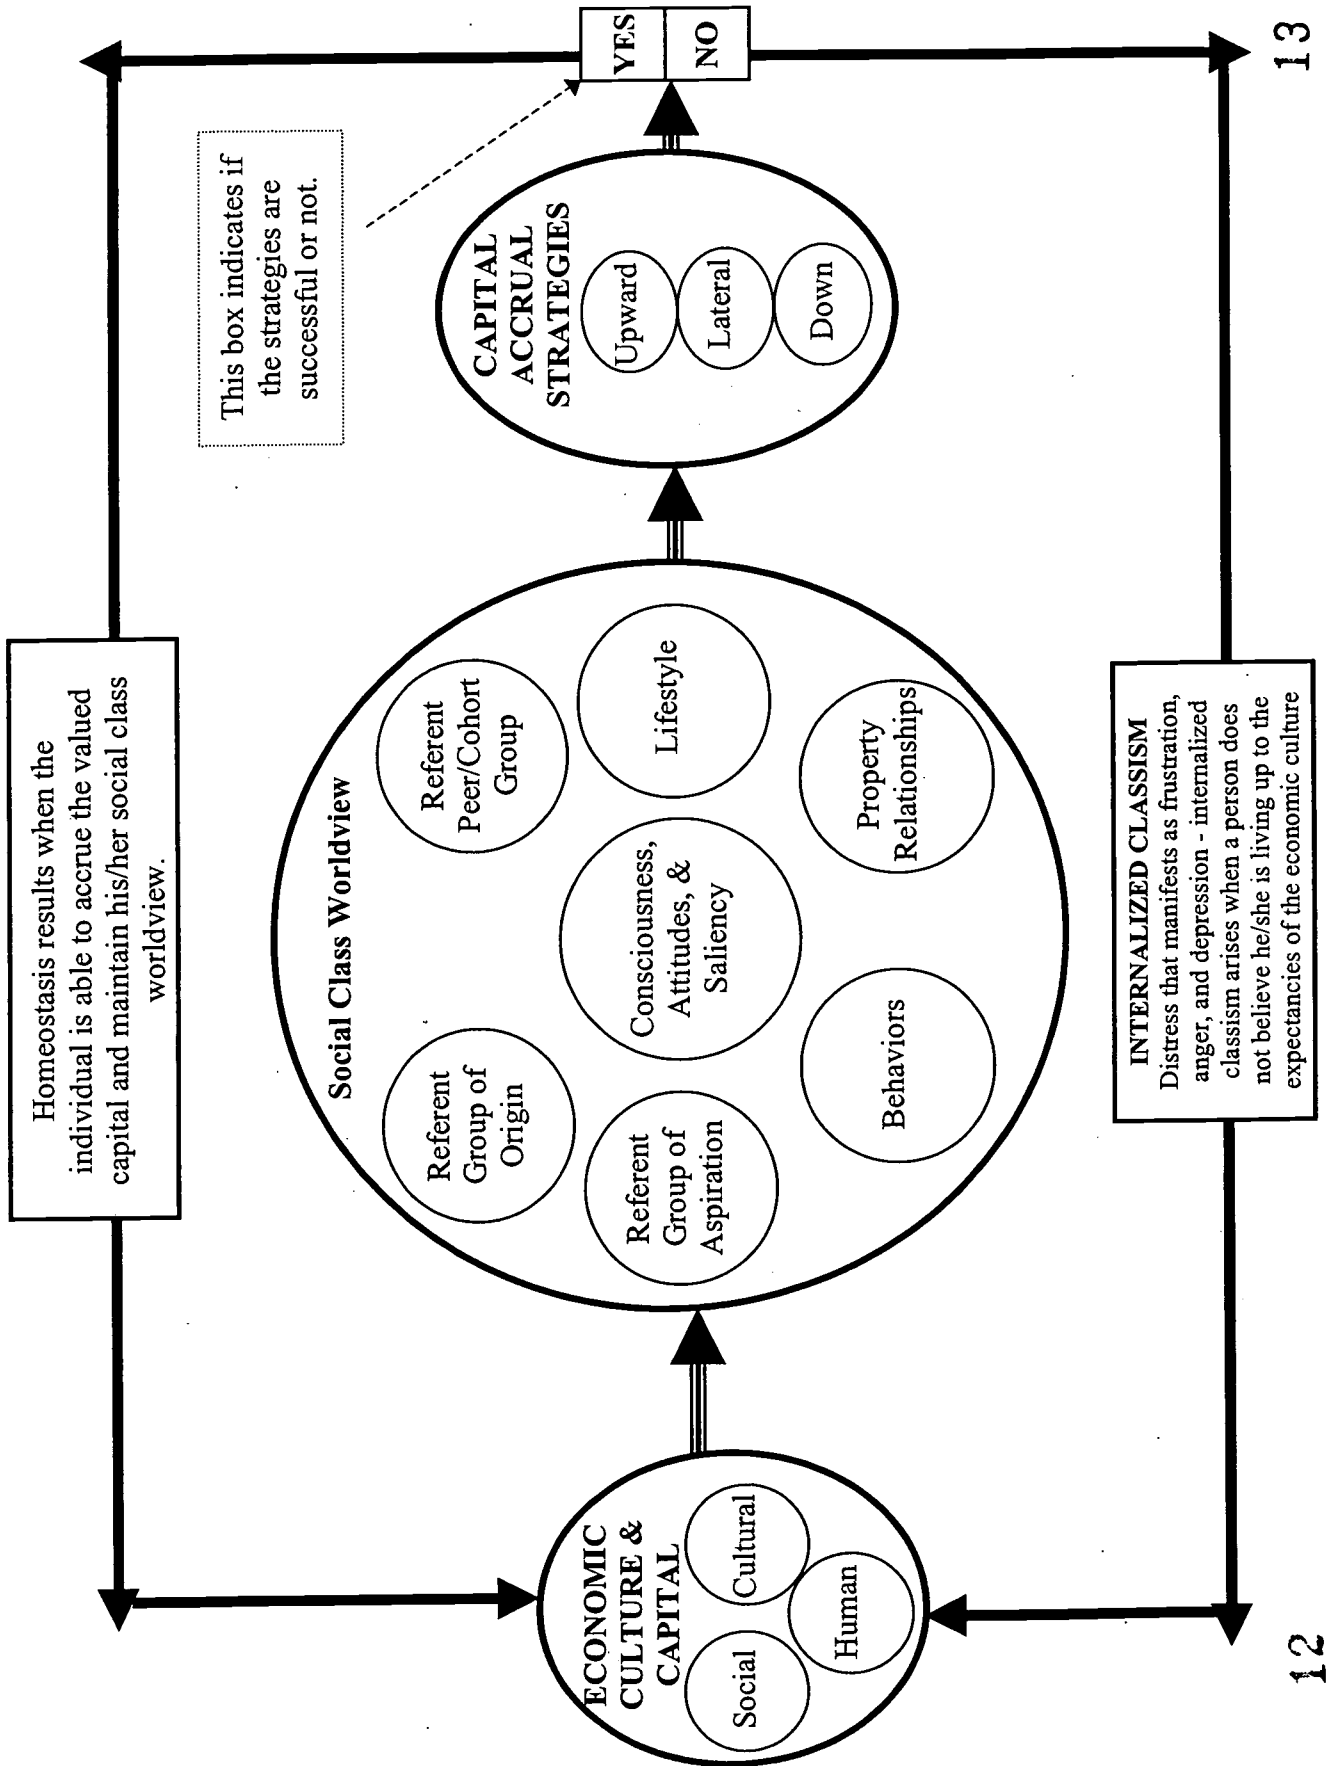 Homeostasis results when the
individual is able to accrue the valued
capital and maintain his/her social class
worldview.
This box indicates if
the strategies are
successful or not.
ECONOMIC
CULTURE &
CAPITAL
Social
Cultural
Human
Social Class Worldview
Referent
Group of
Origin
Referent
Peer/Cohort
Group
Referent
Group of
Aspiration
Consciousness,
Attitudes, &
Saliency
Lifestyle
Behaviors
Property
Relationships
CAPITAL
ACCRUAL
STRATEGIES
Upward
Lateral
Down
YES
NO
INTERNALIZED CLASSISM
Distress that manifests as frustration,
anger, and depression - internalized
classism arises when a person does
not believe he/she is living up to the
expectancies of the economic culture
12
13